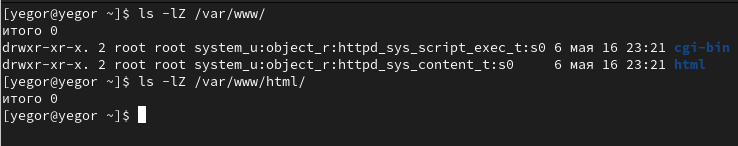 [yegor@yegor ~]$ ls -lZ /var/www/
итого 0
drwxr-xr-x. 2 root root system_u:object_r:httpd_sys_script_exec_t:s0 6 мая 16 23:21 cgi-bin
drwxr-xr-x. 2 root root system_u:object_r:httpd_sys_content_t:s0     6 мая 16 23:21 html
[yegor@yegor ~]$ ls -lZ /var/www/html/
итого 0
[yegor@yegor ~]$